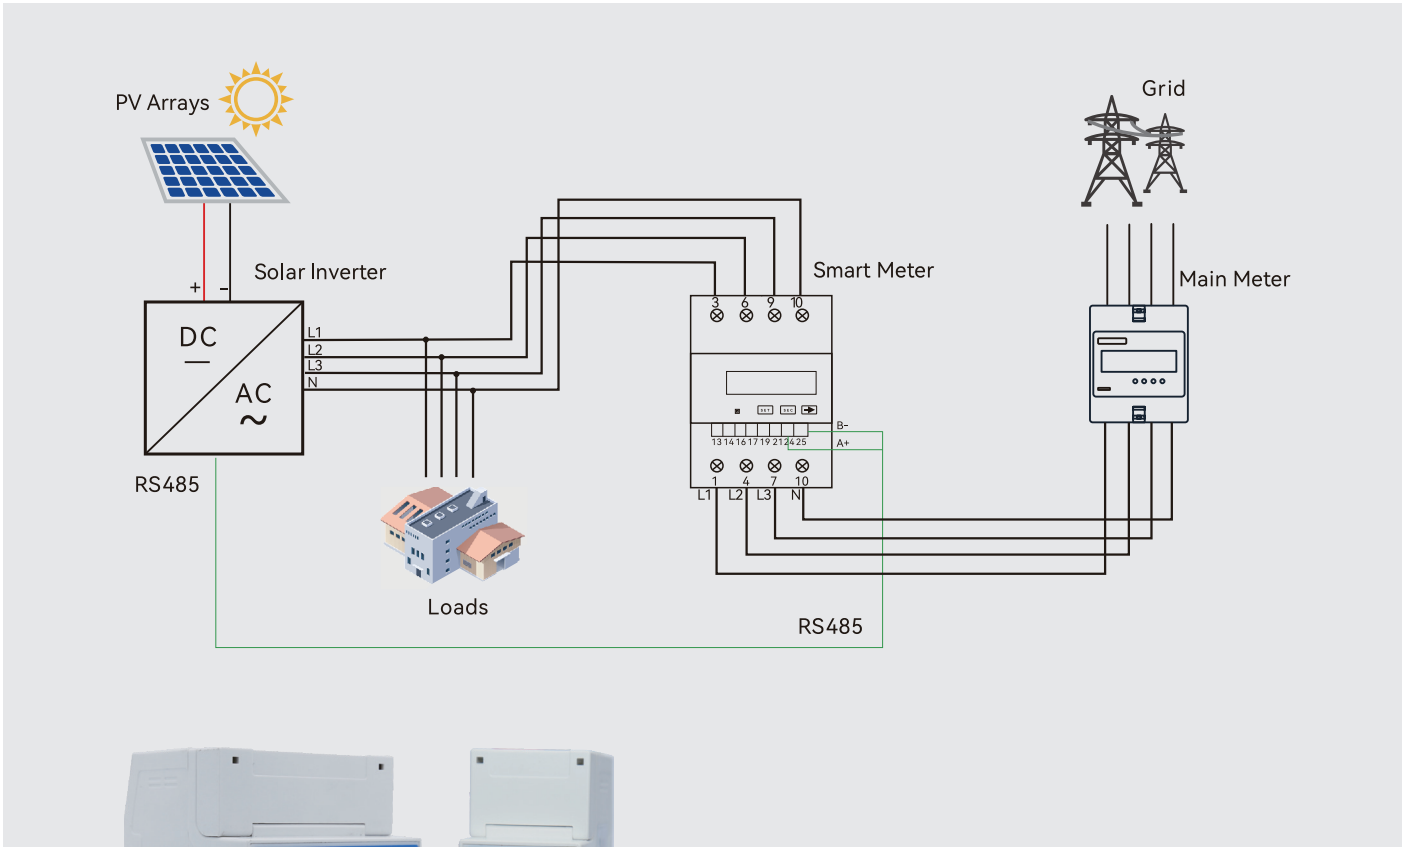 PV Arrays
Grid
Solar Inverter
Smart Meter
Main Meter
+ −
DC
AC
L1
L2
L3
N
3 6 9 10
SET ESC
B-
A+
13 14 16 17 19 21 24 25
1 4 7 10
L1 L2 L3 N
RS485
Loads
RS485